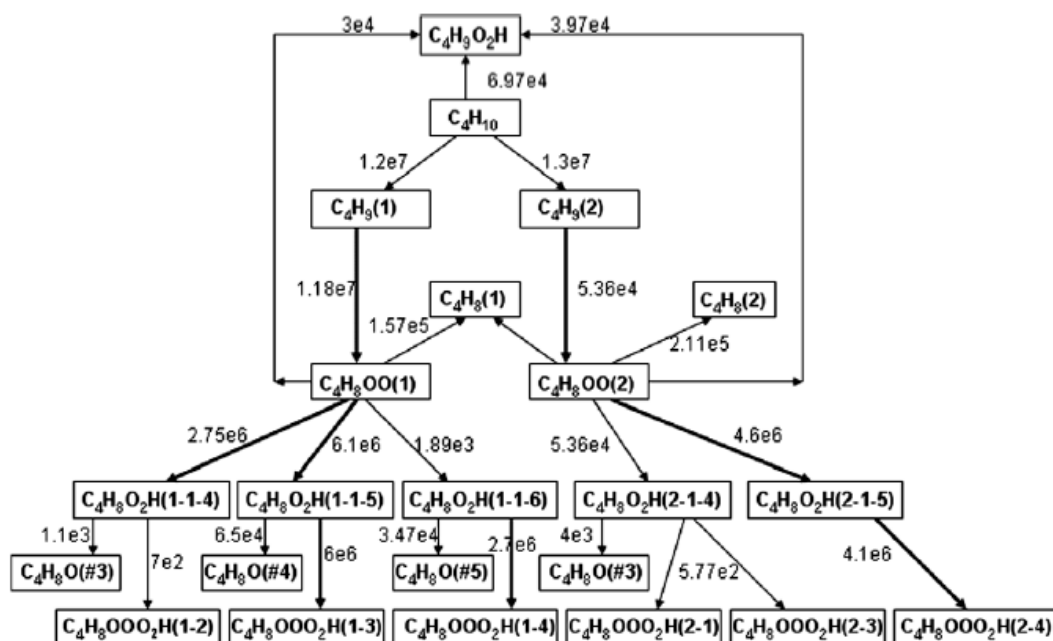 3e4
C₄H₉O₂H
3.97e4
6.97e4
C₄H₁₀
1.2e7
1.3e7
C₄H₉(1)
C₄H₉(2)
1.18e7
C₄H₈(1)
5.36e4
C₄H₈(2)
1.57e5
2.11e5
C₄H₈OO(1)
C₄H₈OO(2)
2.75e6
6.1e6
1.89e3
5.36e4
4.6e6
C₄H₈O₂H(1-1-4)
C₄H₈O₂H(1-1-5)
C₄H₈O₂H(1-1-6)
C₄H₈O₂H(2-1-4)
C₄H₈O₂H(2-1-5)
1.1e3
7e2
6.5e4
6e6
3.47e4
2.7e6
4e3
5.77e2
4.1e6
C₄H₈O(#3)
C₄H₈O(#4)
C₄H₈O(#5)
C₄H₈O(#3)
C₄H₈OOO₂H(1-2)
C₄H₈OOO₂H(1-3)
C₄H₈OOO₂H(1-4)
C₄H₈OOO₂H(2-1)
C₄H₈OOO₂H(2-3)
C₄H₈OOO₂H(2-4)